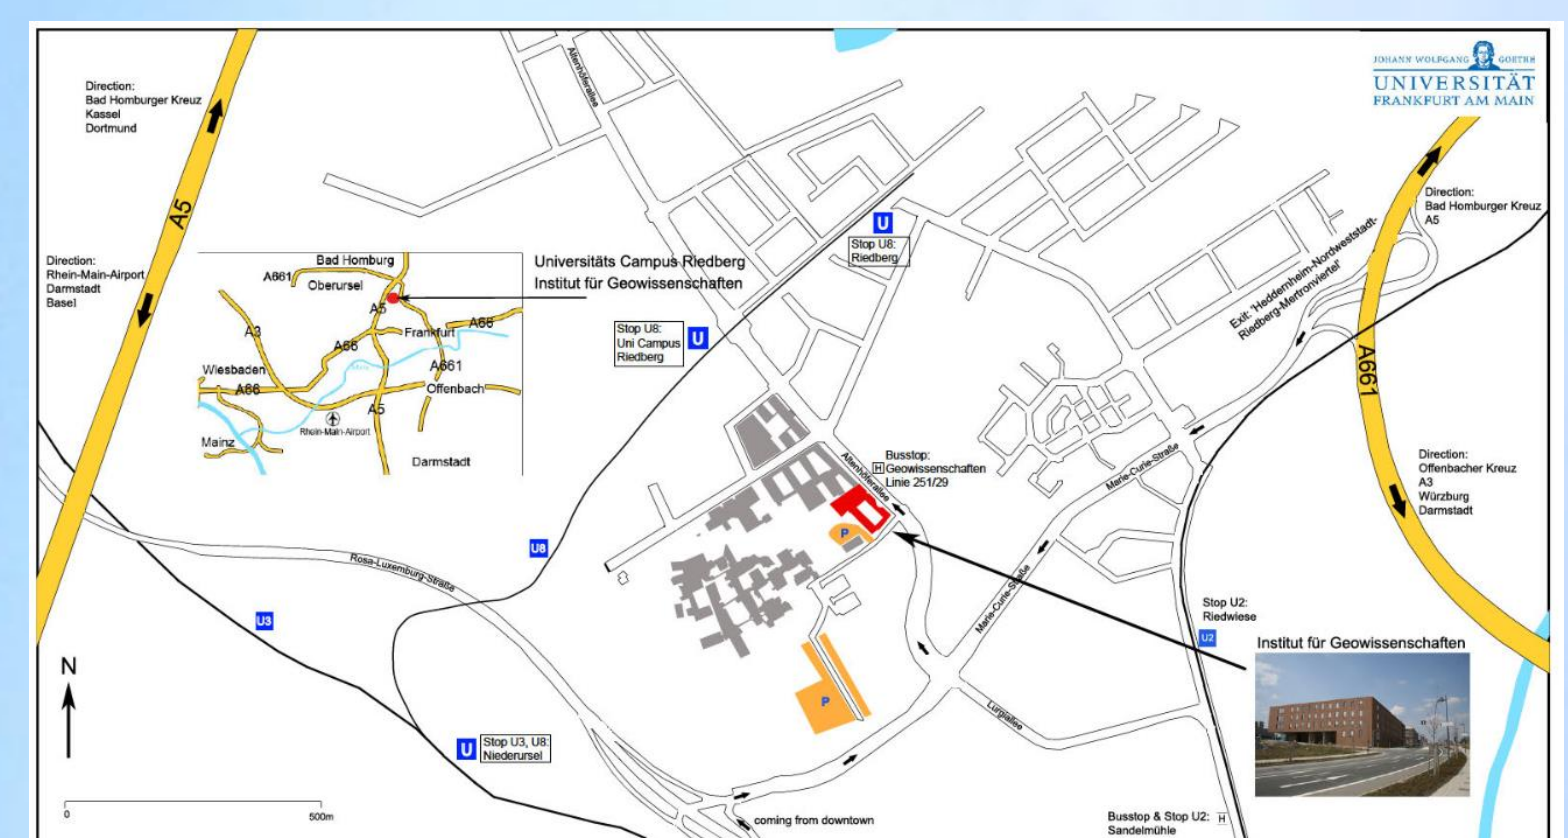 JOHANN WOLFGANG GOETHE
UNIVERSITÄT
FRANKFURT AM MAIN
Direction:
Bad Homburger Kreuz
Kassel
Dortmund
A5
Direction:
Rhein-Main-Airport
Darmstadt
Basel
Altenhöferallee
Bad Homburg
A661
Oberursel
A5
A3
Frankfurt
A66
A66
Wiesbaden
A66
A661
Offenbach
A5
Rhein-Main-Airport
Mainz
Darmstadt
Universitäts Campus Riedberg
Institut für Geowissenschaften
U
Stop U8:
Riedberg
Stop U8:
Uni Campus
Riedberg
U
Direction:
Bad Homburger Kreuz
A5
Exit: 'Heddernheim-Nordweststadt-
Riedberg-Mertronviertel'
A661
Direction:
Offenbacher Kreuz
A3
Würzburg
Darmstadt
Altenhöferallee
H
Busstop:
Geowissenschaften
Linie 251/29
P
Marie-Curie-Straße
Marie-Curie-Straße
U8
Rosa-Luxemburg-Straße
U3
Stop U2:
Riedwiese
U2
Institut für Geowissenschaften
P
Lurgiallee
N
U
Stop U3, U8:
Niederursel
0
500m
coming from downtown
Busstop & Stop U2: H
Sandelmühle